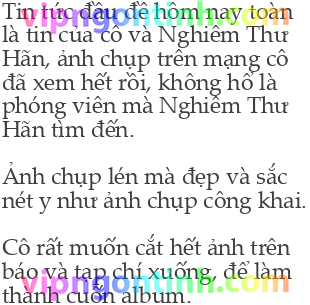 Tin tức đầu đề hôm nay toàn
là tin của cô và Nghiêm Thư
Hãn, ảnh chụp trên mạng cô
đã xem hết rồi, không hổ là
phóng viên mà Nghiêm Thư
Hãn tìm đến.
Ảnh chụp lén mà đẹp và sắc
nét y như ảnh chụp công khai.
Cô rất muốn cắt hết ảnh trên
báo và tạp chí xuống, để làm
thành cuốn album.
vipngontinh.com
vipngontinh.com